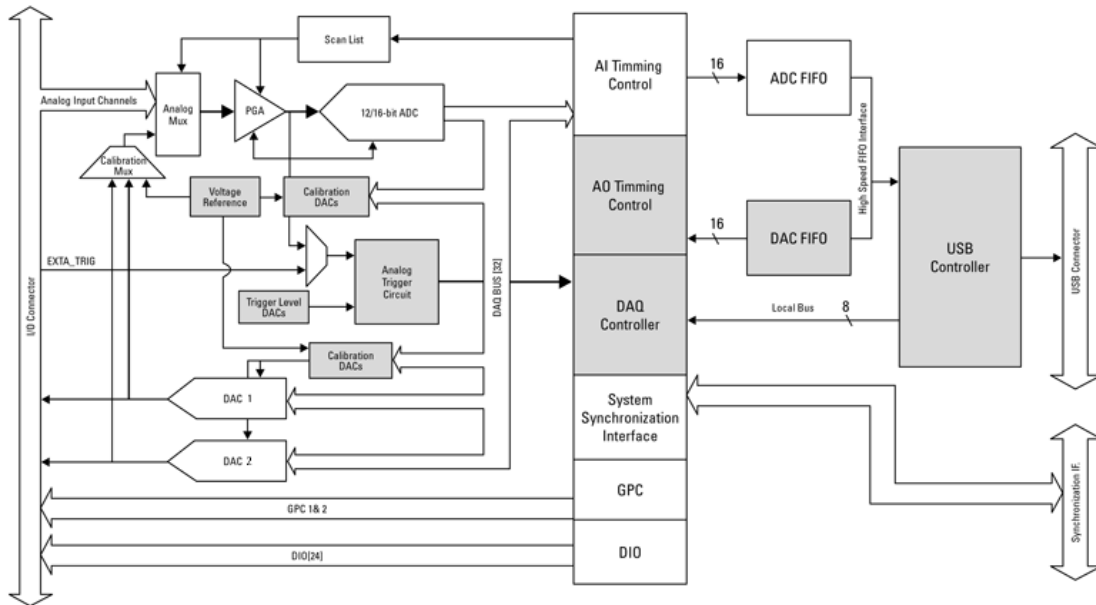 Scan List
AI Timming
Control
16
ADC FIFO
Analog Input Channels
Analog
Mux
PGA
12/16-bit ADC
High Speed FIFO Interface
Calibration
Mux
Voltage
Reference
Calibration
DACs
AO Timming
Control
16
DAC FIFO
USB
Controller
USB Connector
EXTA_TRIG
Analog
Trigger
Circuit
Trigger Level
DACs
DAQ BUS [32]
DAQ
Controller
Local Bus
8
I/O Connector
Calibration
DACs
DAC 1
System
Synchronization
Interface
DAC 2
GPC
GPC 1& 2
Synchronization IF.
DIO
DIO[24]